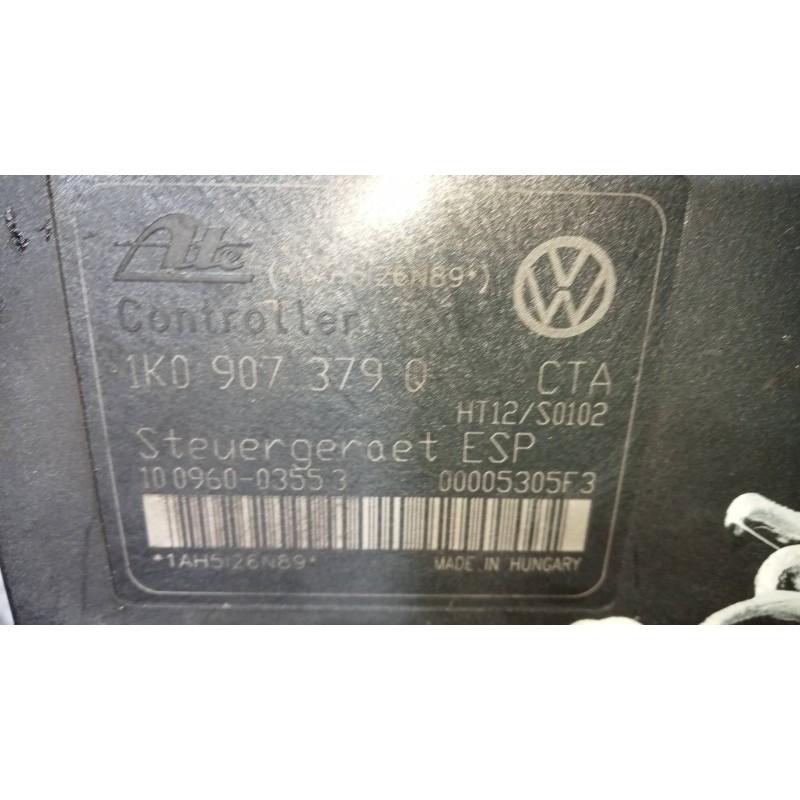 Ate (*1AH5I26N89*)
Controller
1K0 907 379 Q CTA
HT12/S0102
Steuergeraet ESP
10 0960-0355 3 00005305F3
*1AH5I26N89* MADE IN HUNGARY